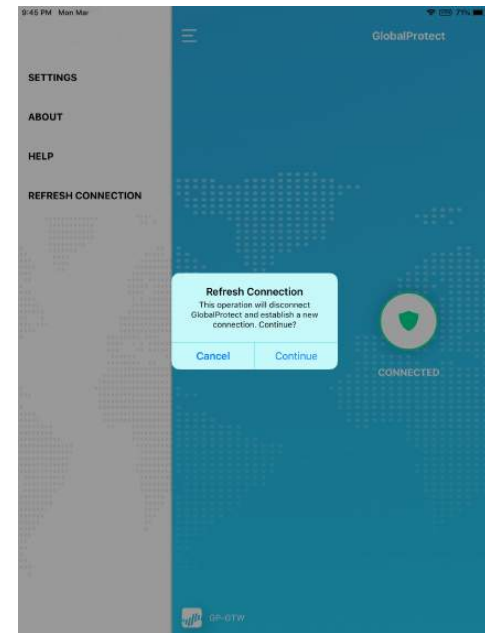 9:45 PM Mon Mar
71%
GlobalProtect
SETTINGS
ABOUT
HELP
REFRESH CONNECTION
Refresh Connection
This operation will disconnect
GlobalProtect and establish a new
connection. Continue?
Cancel
Continue
CONNECTED
GP-GTW